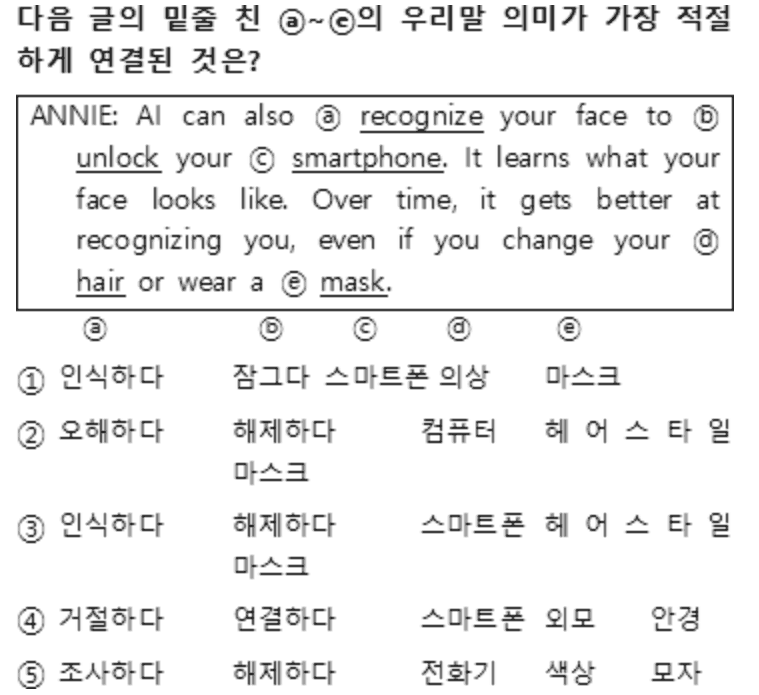 다음 글의 밑줄 친 ⓐ~ⓔ의 우리말 의미가 가장 적절
하게 연결된 것은?
ANNIE: AI can also ⓐ recognize your face to ⓑ
unlock your ⓒ smartphone. It learns what your
face looks like. Over time, it gets better at
recognizing you, even if you change your ⓓ
hair or wear a ⓔ mask.
ⓐ ⓑ ⓒ ⓓ ⓔ
① 인식하다 잠그다 스마트폰 의상 마스크
② 오해하다 해제하다 컴퓨터 헤어스타일
마스크
③ 인식하다 해제하다 스마트폰 헤어스타일
마스크
④ 거절하다 연결하다 스마트폰 외모 안경
⑤ 조사하다 해제하다 전화기 색상 모자